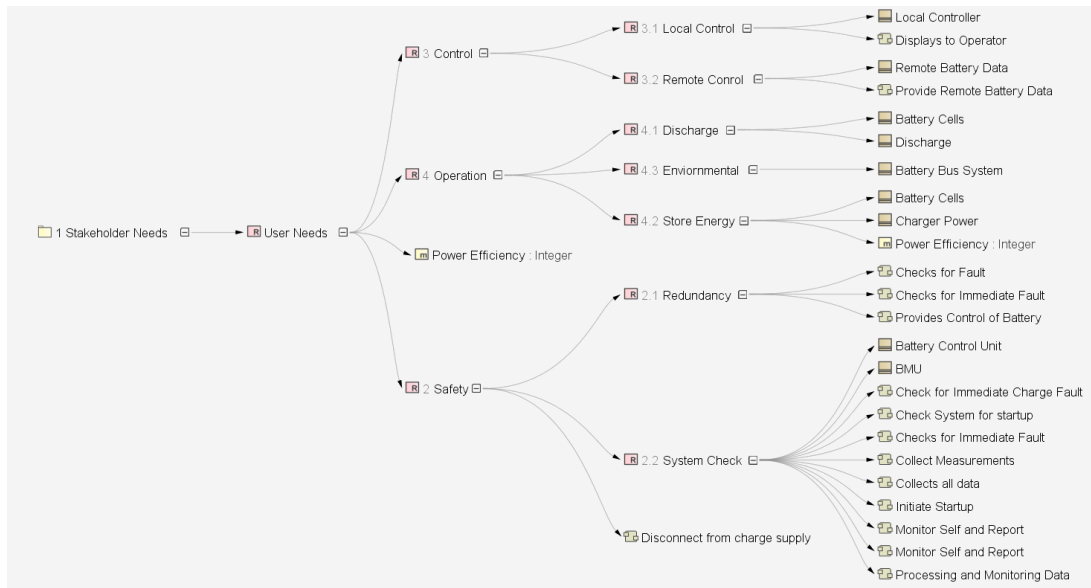 1 Stakeholder Needs
R User Needs
R 3 Control
R 3.1 Local Control
Local Controller
Displays to Operator
R 3.2 Remote Conrol
Remote Battery Data
Provide Remote Battery Data
R 4 Operation
R 4.1 Discharge
Battery Cells
Discharge
R 4.3 Enviornmental
Battery Bus System
R 4.2 Store Energy
Battery Cells
Charger Power
m Power Efficiency : Integer
m Power Efficiency : Integer
R 2 Safety
R 2.1 Redundancy
Checks for Fault
Checks for Immediate Fault
Provides Control of Battery
R 2.2 System Check
Battery Control Unit
BMU
Check for Immediate Charge Fault
Check System for startup
Checks for Immediate Fault
Collect Measurements
Collects all data
Initiate Startup
Monitor Self and Report
Monitor Self and Report
Processing and Monitoring Data
Disconnect from charge supply